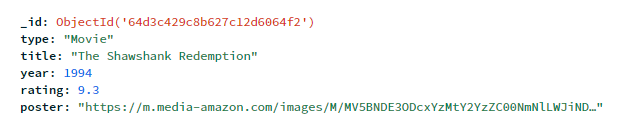 _id: ObjectId('64d3c429c8b627c12d6064f2')
type: "Movie"
title: "The Shawshank Redemption"
year: 1994
rating: 9.3
poster: "https://m.media-amazon.com/images/M/MV5BNDE3ODcxYzMtY2YzZC00NmNlLWJiND…"